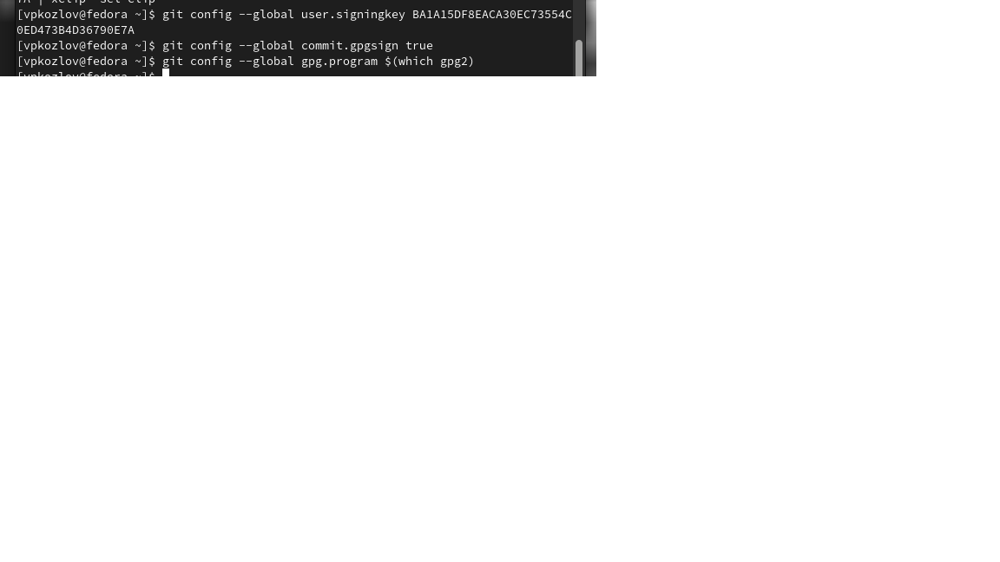 7A | xclip -sel clip
[vpkozlov@fedora ~]$ git config --global user.signingkey BA1A15DF8EACA30EC73554C
0ED473B4D36790E7A
[vpkozlov@fedora ~]$ git config --global commit.gpgsign true
[vpkozlov@fedora ~]$ git config --global gpg.program $(which gpg2)
[vpkozlov@fedora ~]$